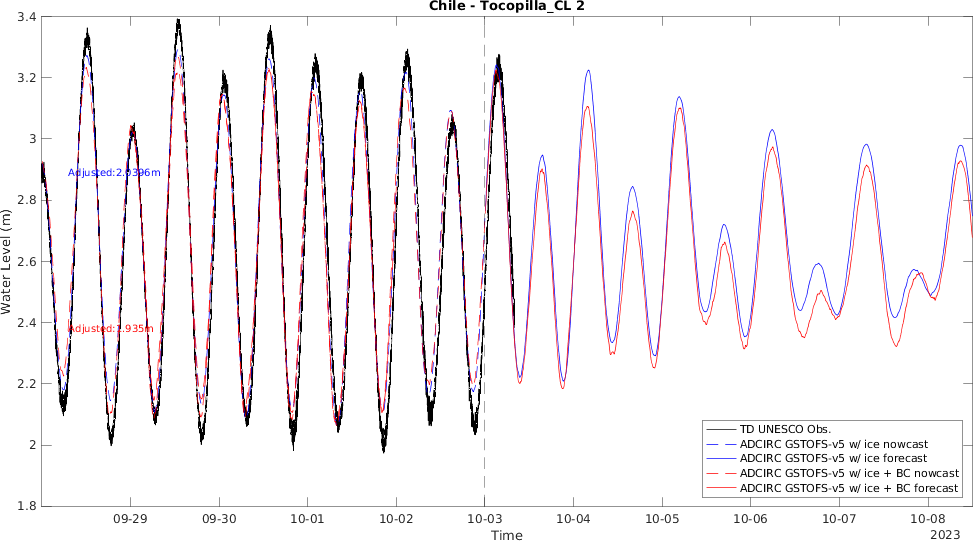 Chile - Tocopilla_CL 2
3.4
3.2
3
2.8
2.6
2.4
2.2
2
1.8
Water Level (m)
Adjusted:2.0396m
Adjusted:1.935m
TD UNESCO Obs.
ADCIRC GSTOFS-v5 w/ ice nowcast
ADCIRC GSTOFS-v5 w/ ice forecast
ADCIRC GSTOFS-v5 w/ ice + BC nowcast
ADCIRC GSTOFS-v5 w/ ice + BC forecast
09-29 09-30 10-01 10-02 10-03 10-04 10-05 10-06 10-07 10-08
Time
2023